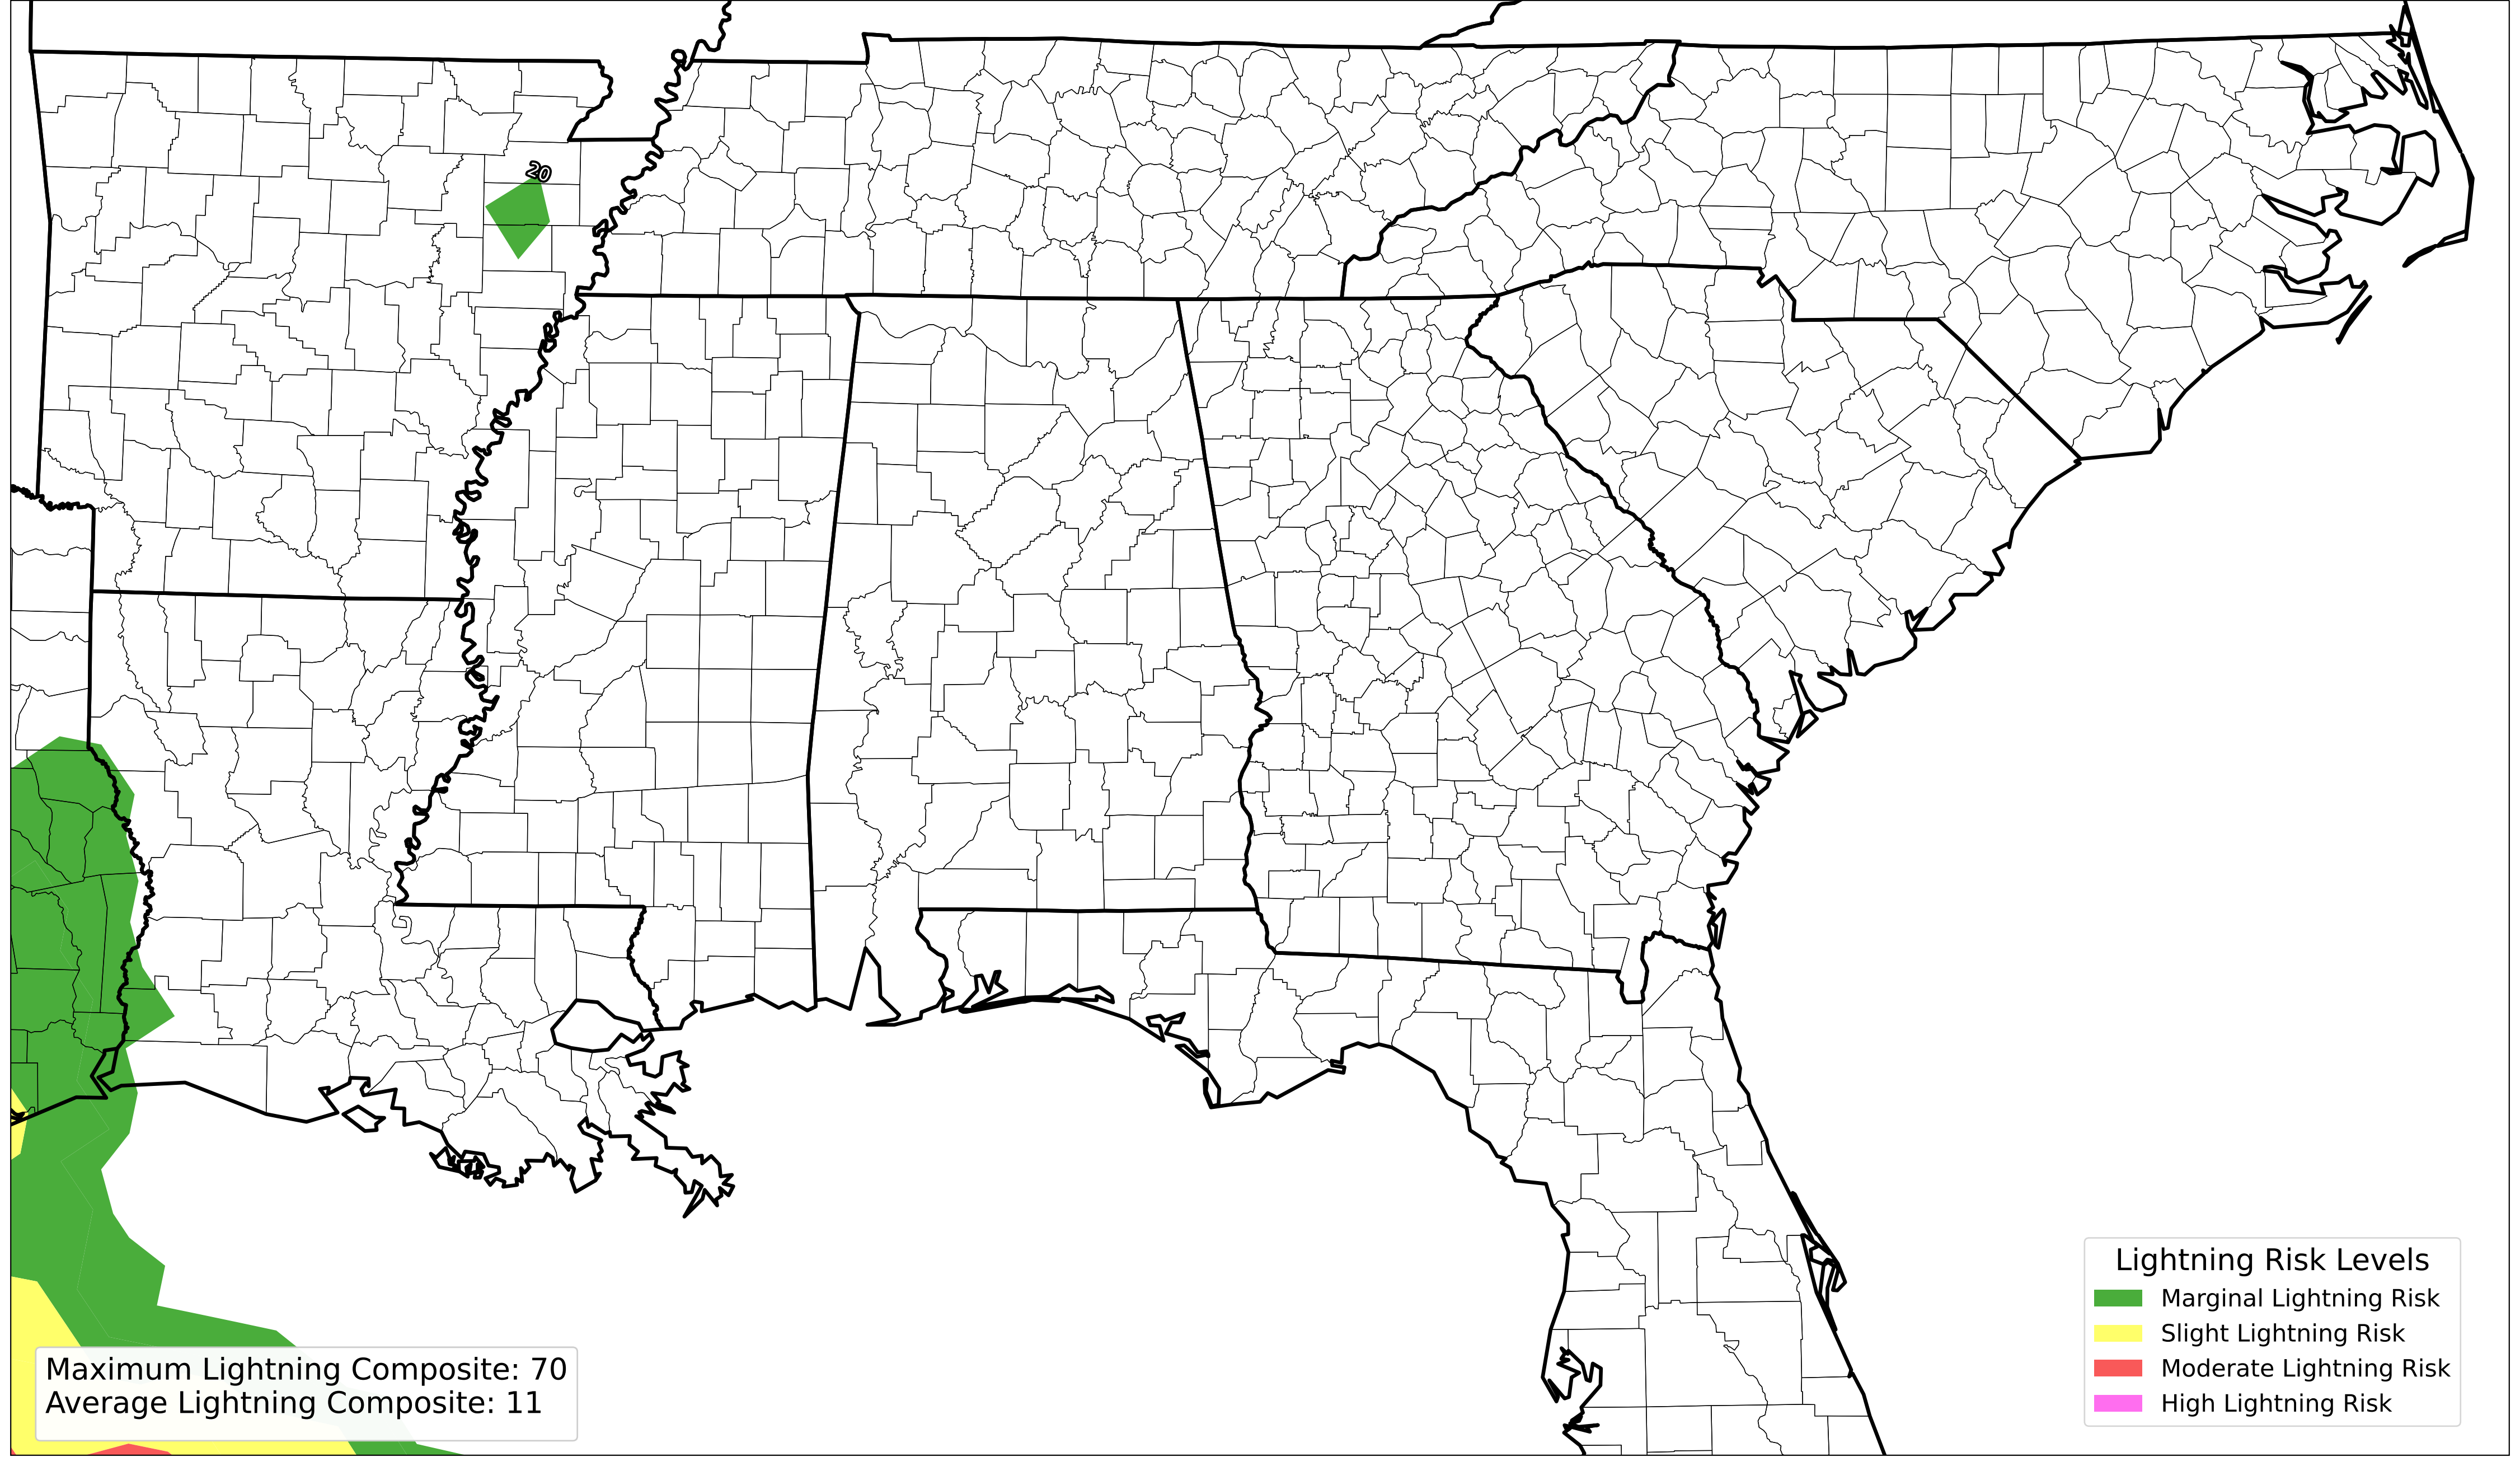 20
Maximum Lightning Composite: 70
Average Lightning Composite: 11
Lightning Risk Levels
Marginal Lightning Risk
Slight Lightning Risk
Moderate Lightning Risk
High Lightning Risk